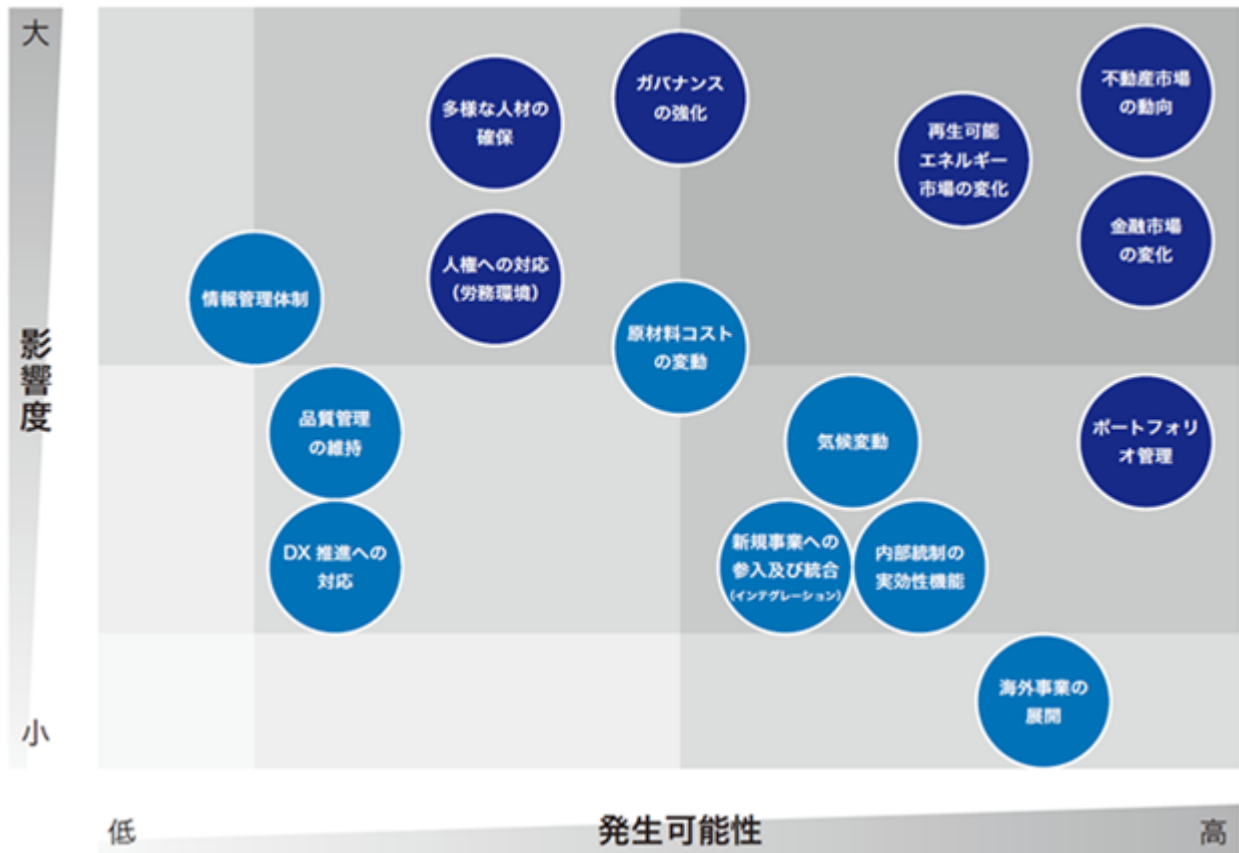 大
影響度
小
多様な人材の
確保
ガバナンス
の強化
再生可能
エネルギー
市場の変化
不動産市場
の動向
金融市場
の変化
情報管理体制
人権への対応
（労務環境）
原材料コスト
の変動
品質管理
の維持
気候変動
ポートフォリ
オ管理
DX 推進への
対応
新規事業への
参入及び統合
（インテグレーション）
内部統制の
実効性機能
海外事業の
展開
低
発生可能性
高